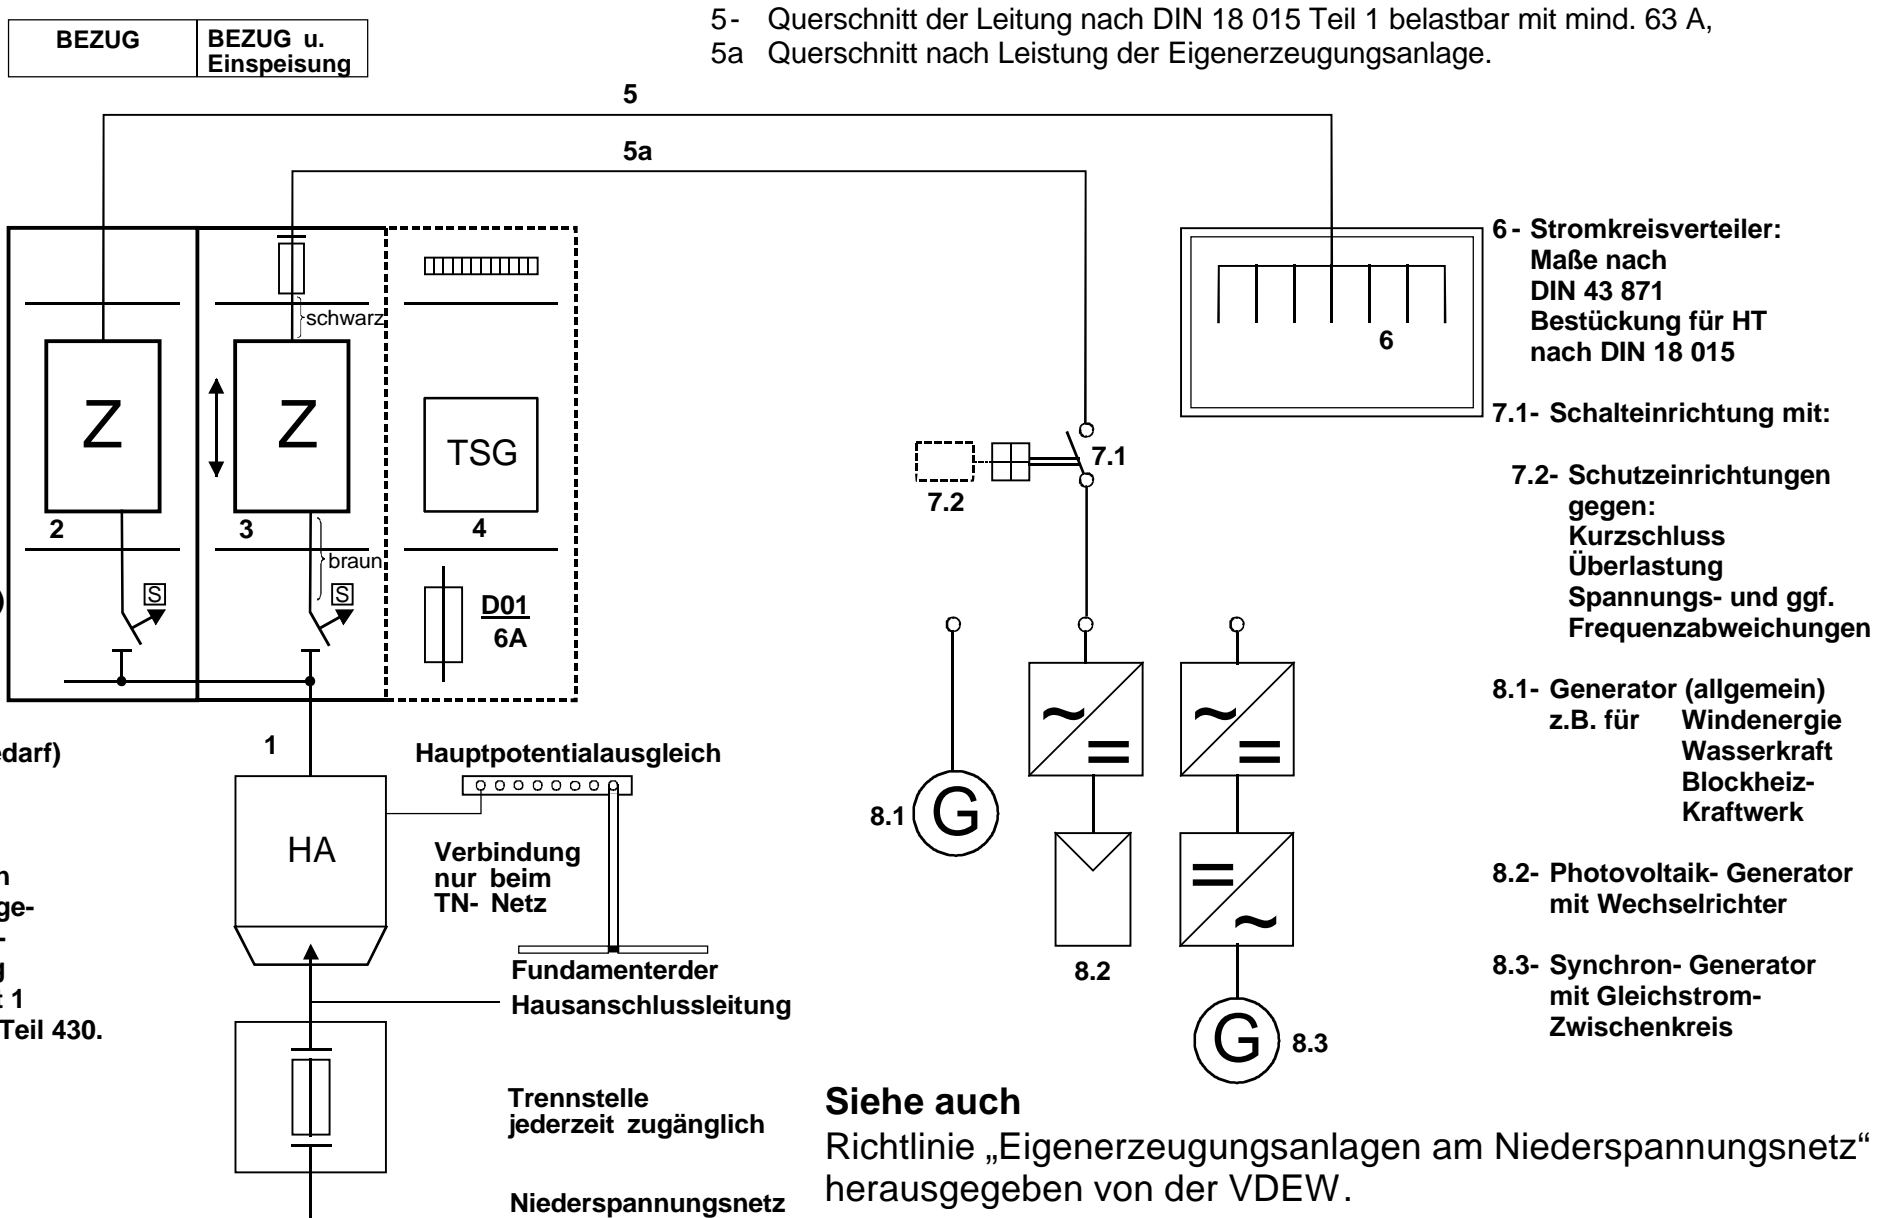 5- Querschnitt der Leitung nach DIN 18 015 Teil 1 belastbar mit mind. 63 A,
5a Querschnitt nach Leistung der Eigenerzeugungsanlage.
BEZUG
BEZUG u.
Einspeisung
5
5a
schwarz
Z
Z
TSG
2
3
4
braun
S
S
D01
6A
6
7.1
7.2
6- Stromkreisverteiler:
Maße nach
DIN 43 871
Bestückung für HT
nach DIN 18 015
7.1- Schalteinrichtung mit:
7.2- Schutzeinrichtungen
gegen:
Kurzschluss
Überlastung
Spannungs- und ggf.
Frequenzabweichungen
8.1- Generator (allgemein)
z.B. für Windenergie
Wasserkraft
Blockheiz-
Kraftwerk
8.2- Photovoltaik- Generator
mit Wechselrichter
8.3- Synchron- Generator
mit Gleichstrom-
Zwischenkreis
1
HA
Hauptpotentialausgleich
Verbindung
nur beim
TN- Netz
Fundamenterder
Hausanschlussleitung
Trennstelle
jederzeit zugänglich
Niederspannungsnetz
8.1
G
8.2
G
8.3
edarf)
n
ge-
-
g
t 1
Teil 430.
Siehe auch
Richtlinie „Eigenerzeugungsanlagen am Niederspannungsnetz“
herausgegeben von der VDEW.